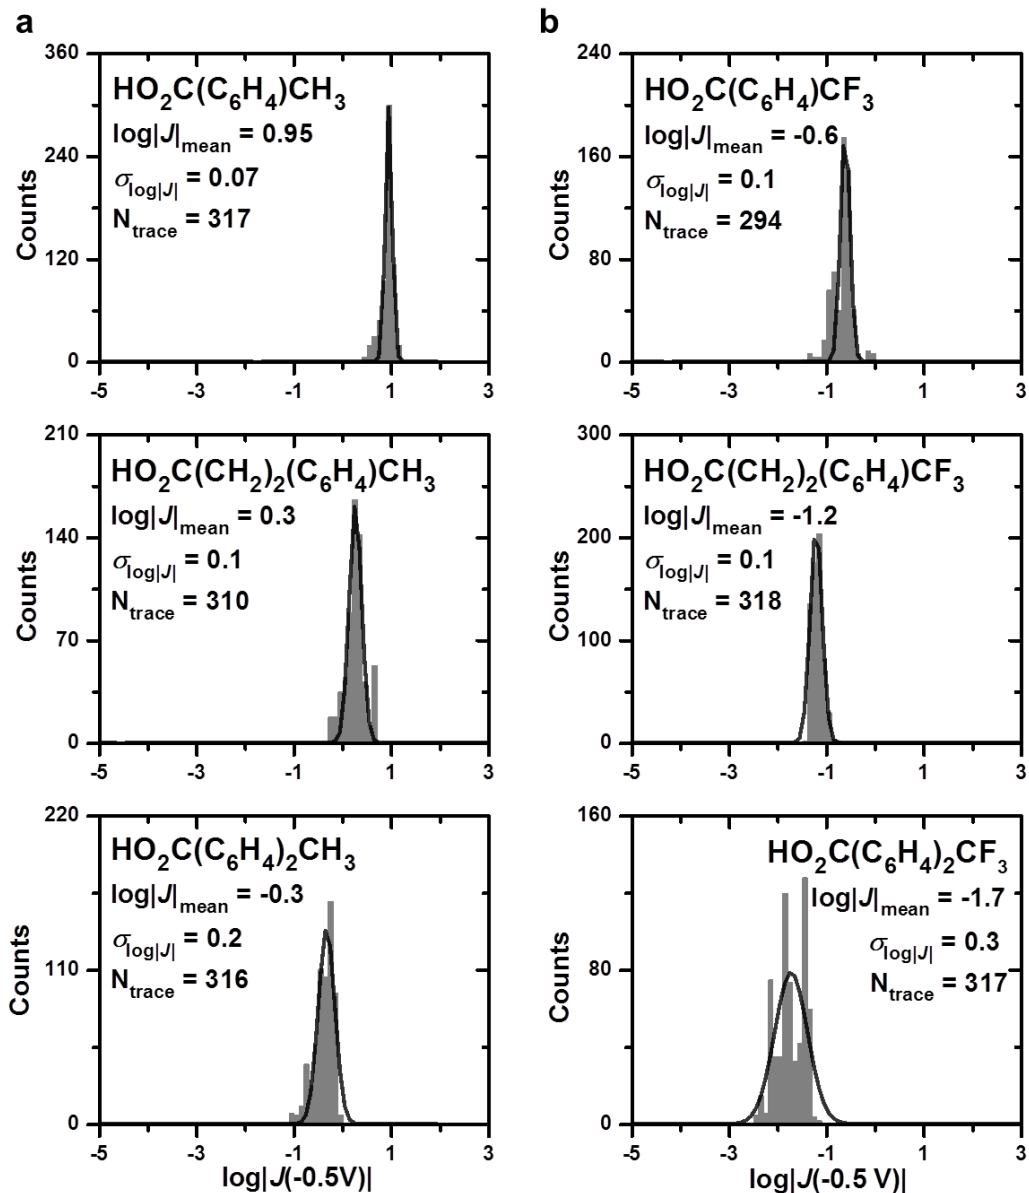 a
360
240
120
0
Counts
HO₂C(C₆H₄)CH₃
log|J|mean = 0.95
σlog|J| = 0.07
Ntrace = 317
-5 -3 -1 1 3
b
240
160
80
0
Counts
HO₂C(C₆H₄)CF₃
log|J|mean = -0.6
σlog|J| = 0.1
Ntrace = 294
-5 -3 -1 1 3
210
140
70
0
Counts
HO₂C(CH₂)₂(C₆H₄)CH₃
log|J|mean = 0.3
σlog|J| = 0.1
Ntrace = 310
-5 -3 -1 1 3
300
200
100
0
Counts
HO₂C(CH₂)₂(C₆H₄)CF₃
log|J|mean = -1.2
σlog|J| = 0.1
Ntrace = 318
-5 -3 -1 1 3
220
110
0
Counts
HO₂C(C₆H₄)₂CH₃
log|J|mean = -0.3
σlog|J| = 0.2
Ntrace = 316
-5 -3 -1 1 3
log|J(-0.5V)|
160
80
0
Counts
HO₂C(C₆H₄)₂CF₃
log|J|mean = -1.7
σlog|J| = 0.3
Ntrace = 317
-5 -3 -1 1 3
log|J(-0.5 V)|